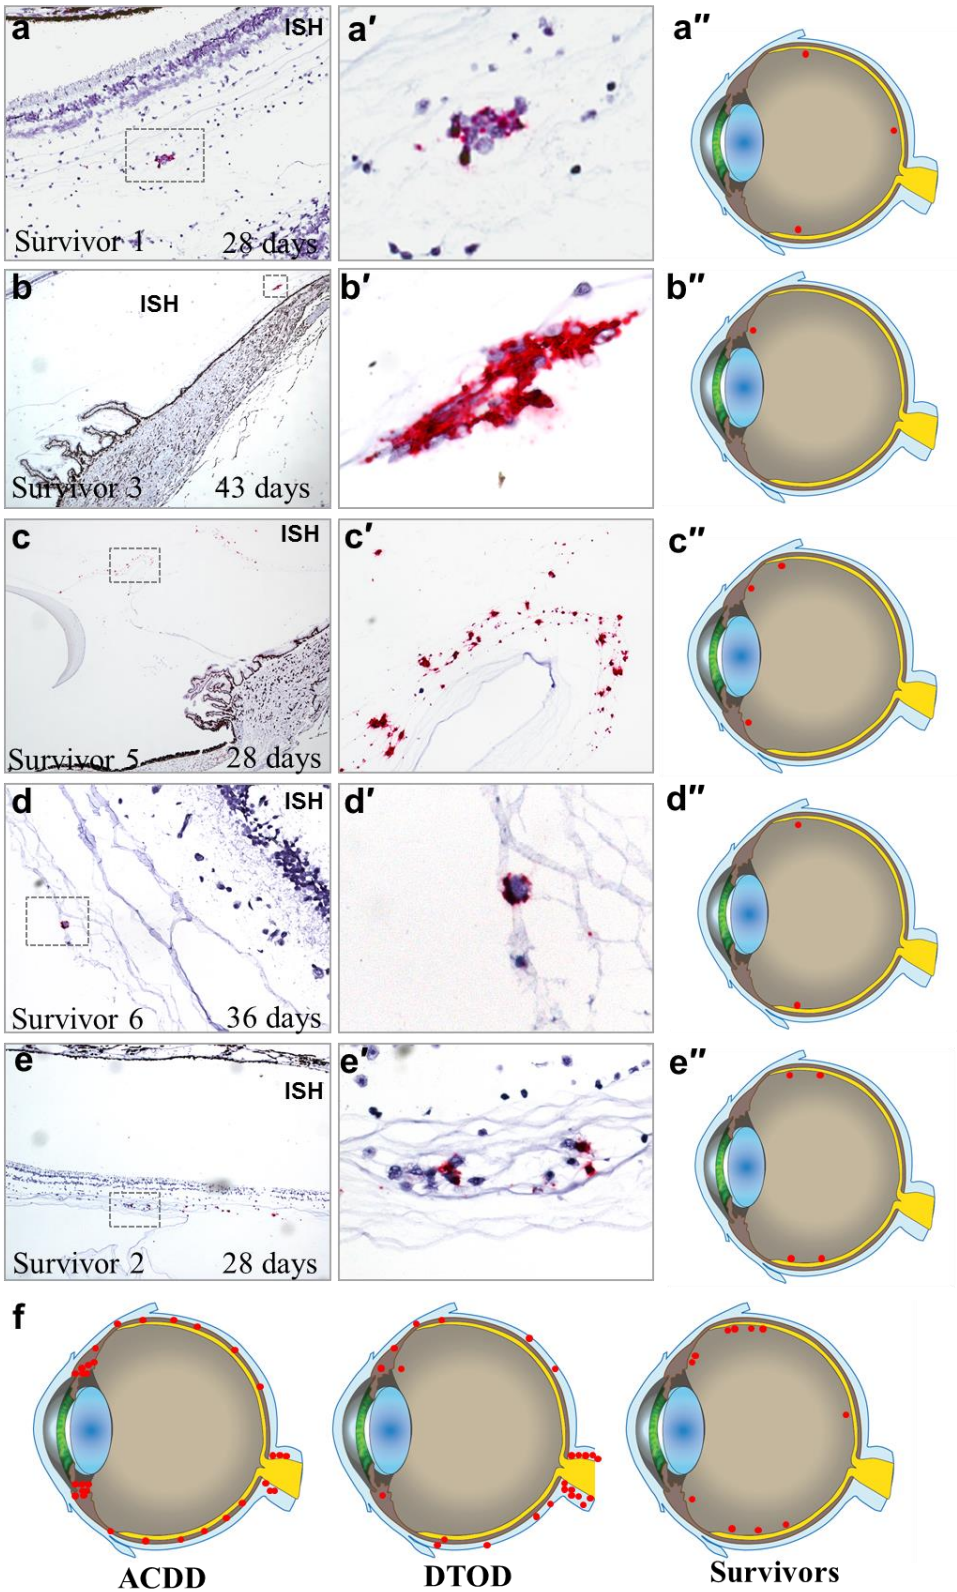 a ISH a′ a″
Survivor 1 28 days
b ISH b′ b″
Survivor 3 43 days
c ISH c′ c″
Survivor 5 28 days
d ISH d′ d″
Survivor 6 36 days
e ISH e′ e″
Survivor 2 28 days
f
ACDD DTOD Survivors